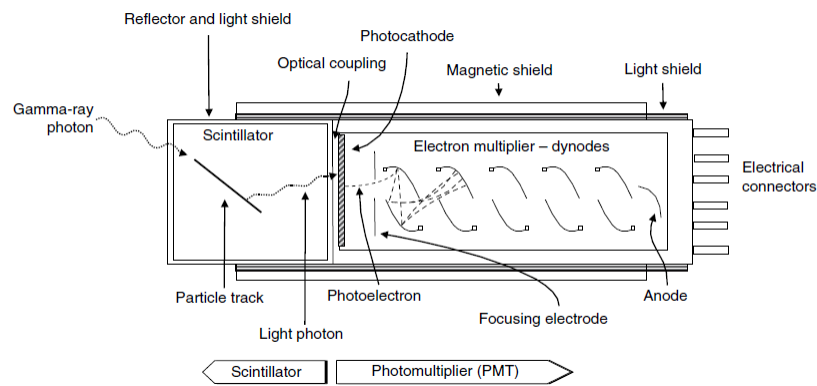 Reflector and light shield
Photocathode
Optical coupling
Magnetic shield
Light shield
Gamma-ray
photon
Scintillator
Electron multiplier – dynodes
Electrical
connectors
Particle track
Photoelectron
Anode
Focusing electrode
Light photon
Scintillator
Photomultiplier (PMT)